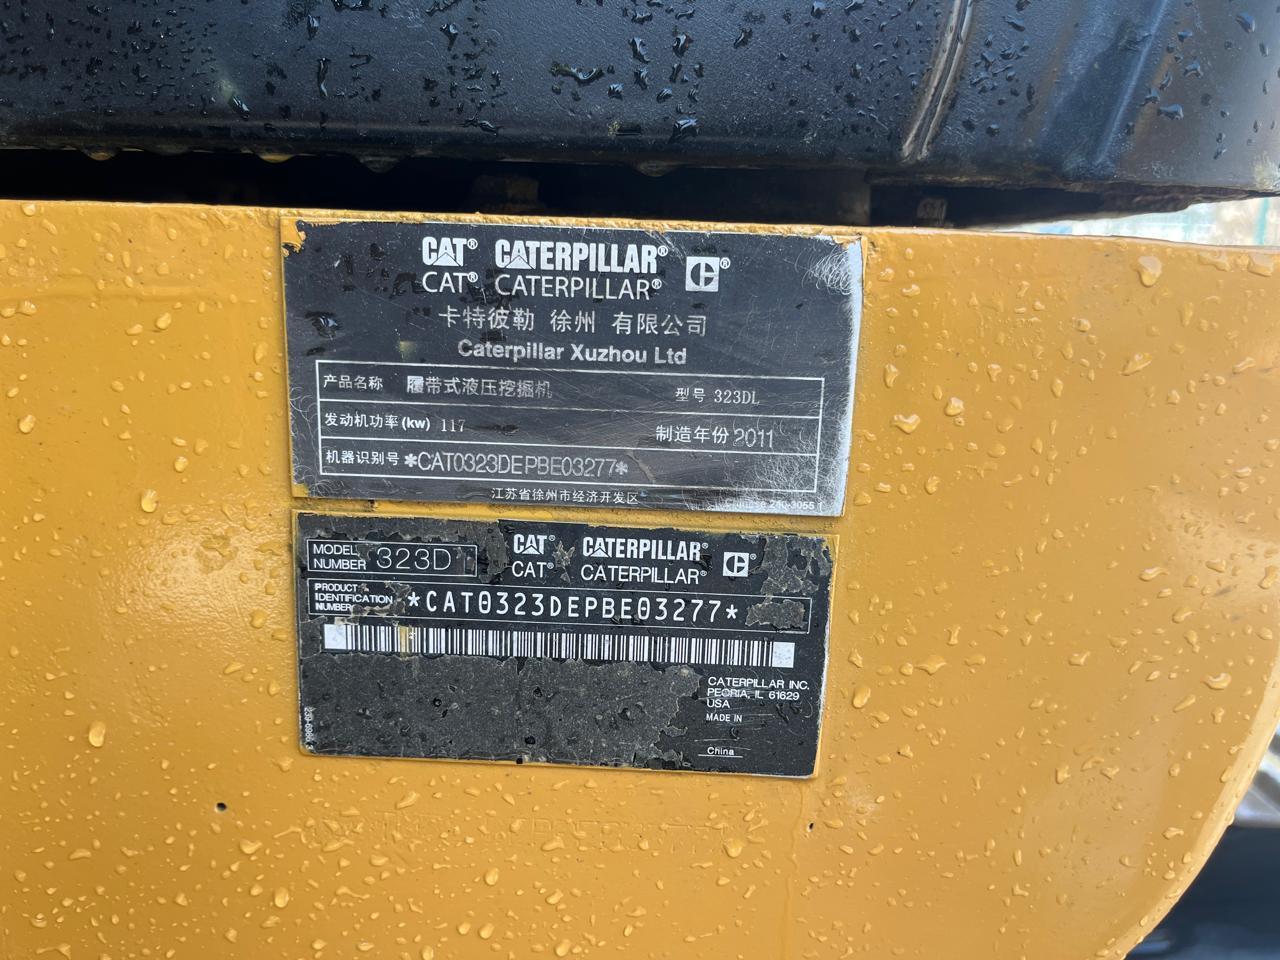 CAT® CATERPILLAR® C®
CAT® CATERPILLAR®
卡特彼勒 徐州 有限公司
Caterpillar Xuzhou Ltd
产品名称 履带式液压挖掘机 型号 323DL
发动机功率(kw) 117 制造年份 2011
机器识别号 *CAT0323DEPBE03277*
江苏省徐州市经济开发区
240-3055
MODEL NUMBER 323D L
CAT® CATERPILLAR® C
CAT® CATERPILLAR®
PRODUCT IDENTIFICATION NUMBER *CAT0323DEPBE03277*
CATERPILLAR INC.
PEORIA, IL 61629
USA
MADE IN
China